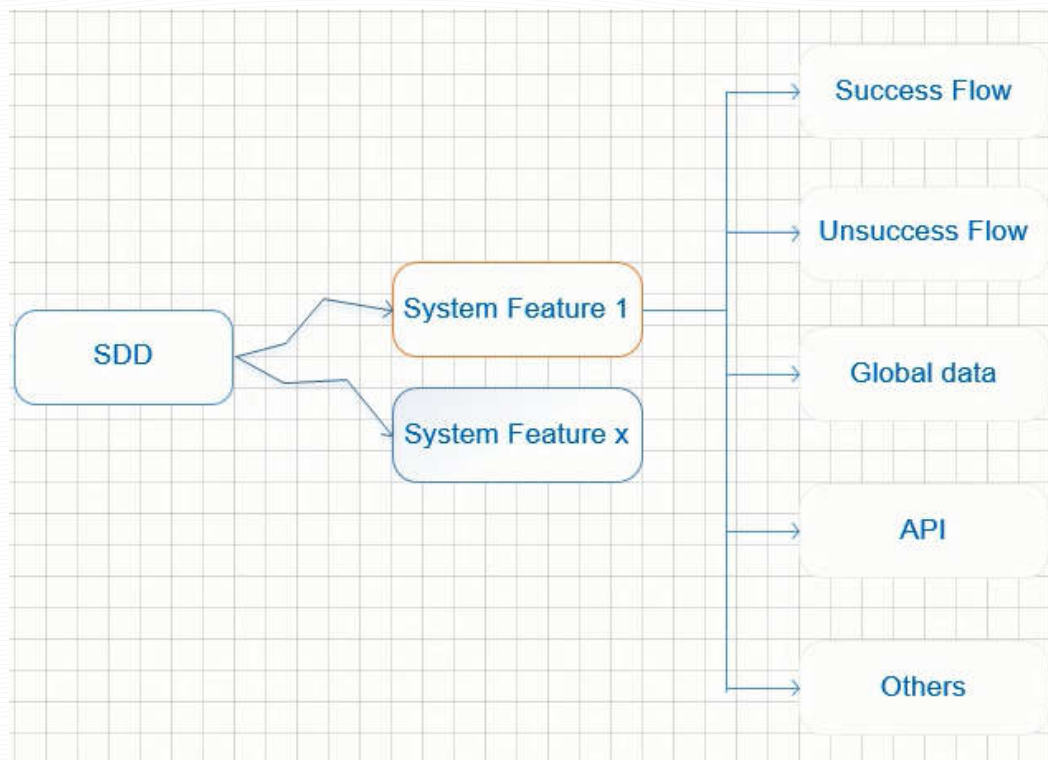 SDD
System Feature 1
System Feature x
Success Flow
Unsuccess Flow
Global data
API
Others